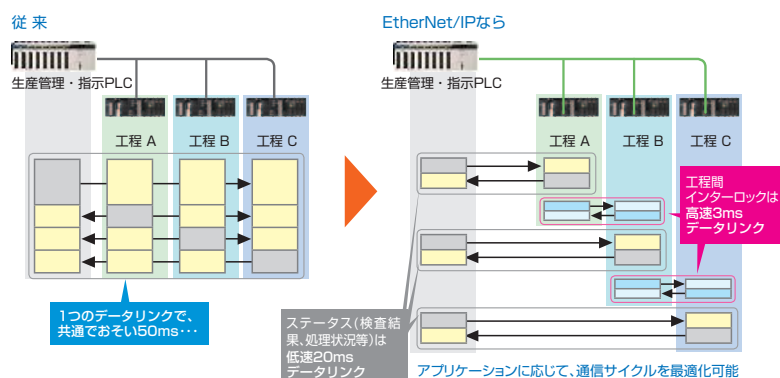 従 来
生産管理・指示PLC
工程 A
工程 B
工程 C
1つのデータリンクで、
共通でおそい50ms・・・
EtherNet/IPなら
生産管理・指示PLC
工程 A
工程 B
工程 C
工程間
インターロックは
高速3ms
データリンク
ステータス(検査結
果、処理状況等)は
低速20ms
データリンク
アプリケーションに応じて、通信サイクルを最適化可能